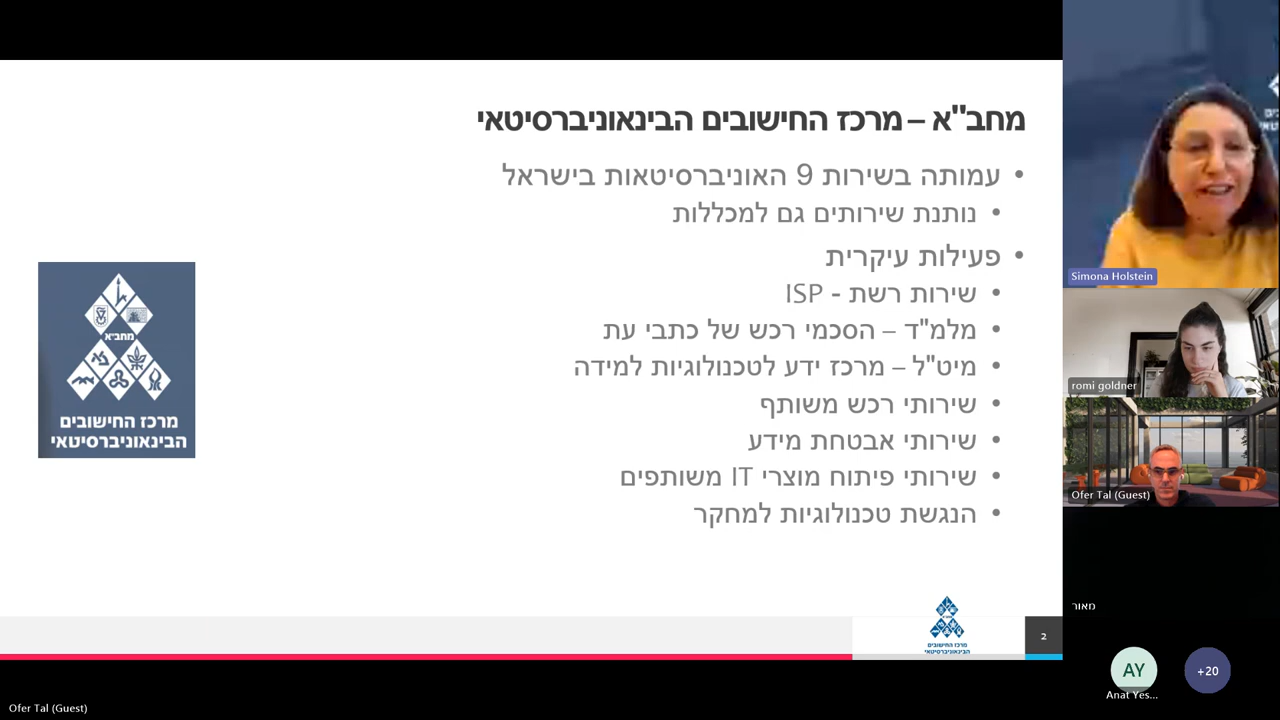 מחב"א – מרכז החישובים הבינאוניברסיטאי
• עמותה בשירות 9 האוניברסיטאות בישראל
• נותנת שירותים גם למכללות
• פעילות עיקרית
• שירות רשת - ISP
• מלמ"ד – הסכמי רכש של כתבי עת
• מיט"ל – מרכז ידע לטכנולוגיות למידה
• שירותי רכש משותף
• שירותי אבטחת מידע
• שירותי פיתוח מוצרי IT משותפים
• הנגשת טכנולוגיות למחקר
מחב"א
מרכז החישובים
הבינאוניברסיטאי
מרכז החישובים
הבינאוניברסיטאי
2
Simona Holstein
romi goldner
Ofer Tal (Guest)
מאור
AY
Anat Yes...
+20
Ofer Tal (Guest)